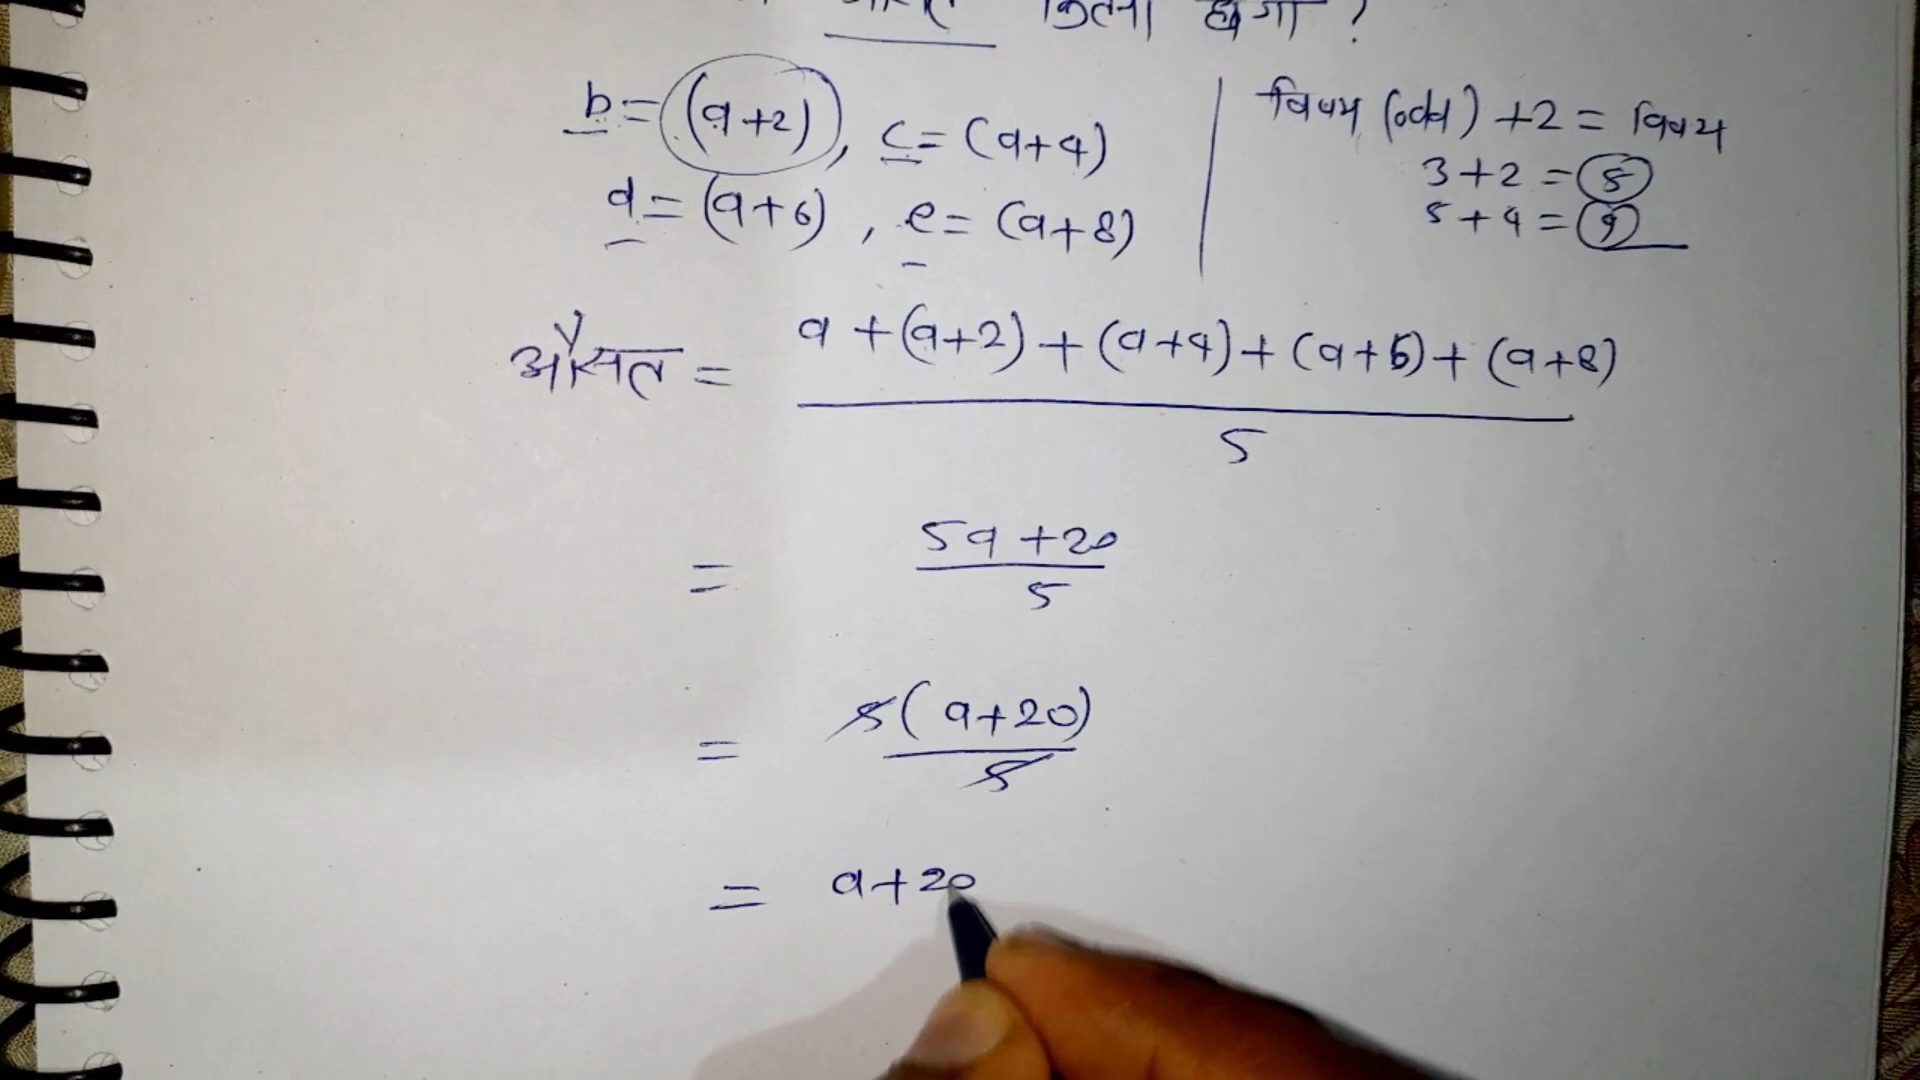 औसत कितना होगा ?
b = (a+2), c = (a+4)
d = (a+6), e = (a+8)
विषम (odd) +2 = विषम
3+2 = 5
5+4 = 9
औसत = a + (a+2) + (a+4) + (a+6) + (a+8)
5
= 5a +20
5
= 5( a+20)
5
= a+20